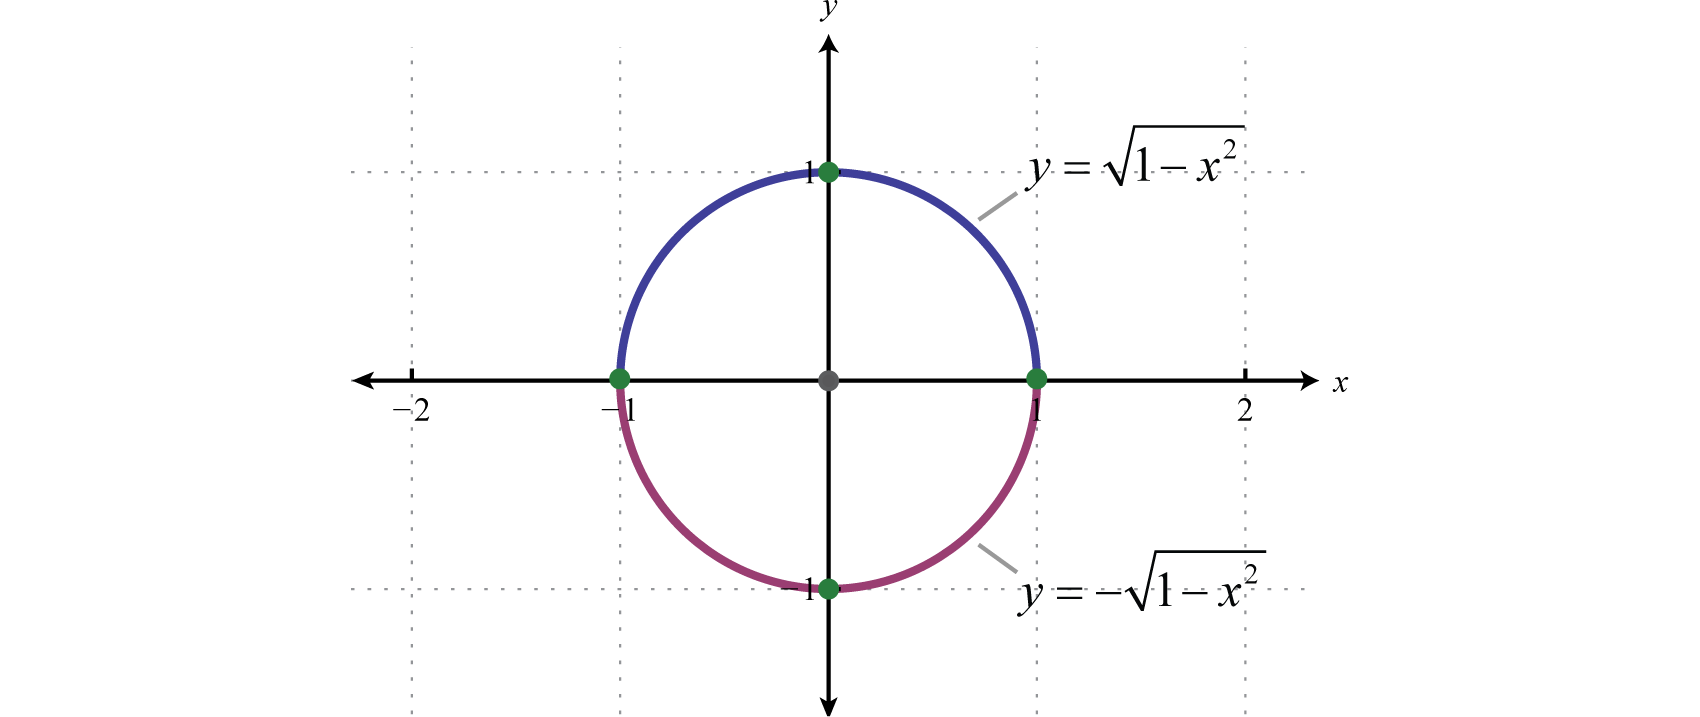 y
y = √1 − x²
1
x
−2
−1
1
2
−1
y = −√1 − x²